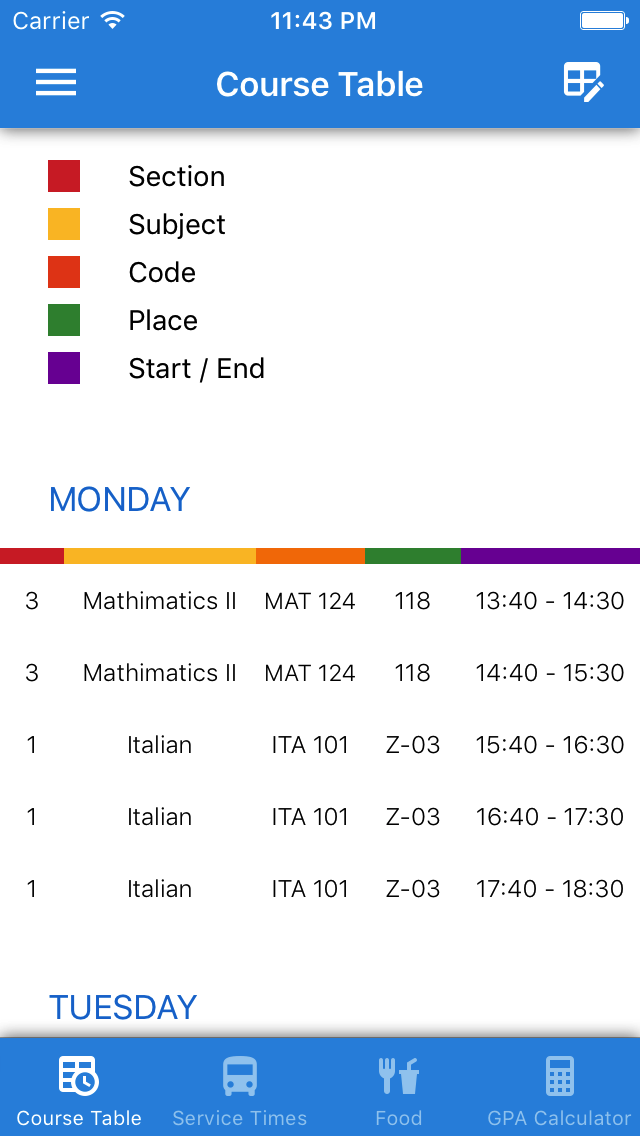 Carrier 11:43 PM
Course Table
Section
Subject
Code
Place
Start / End
MONDAY
3 Mathimatics II MAT 124 118 13:40 - 14:30
3 Mathimatics II MAT 124 118 14:40 - 15:30
1 Italian ITA 101 Z-03 15:40 - 16:30
1 Italian ITA 101 Z-03 16:40 - 17:30
1 Italian ITA 101 Z-03 17:40 - 18:30
TUESDAY
Course Table Service Times Food GPA Calculator